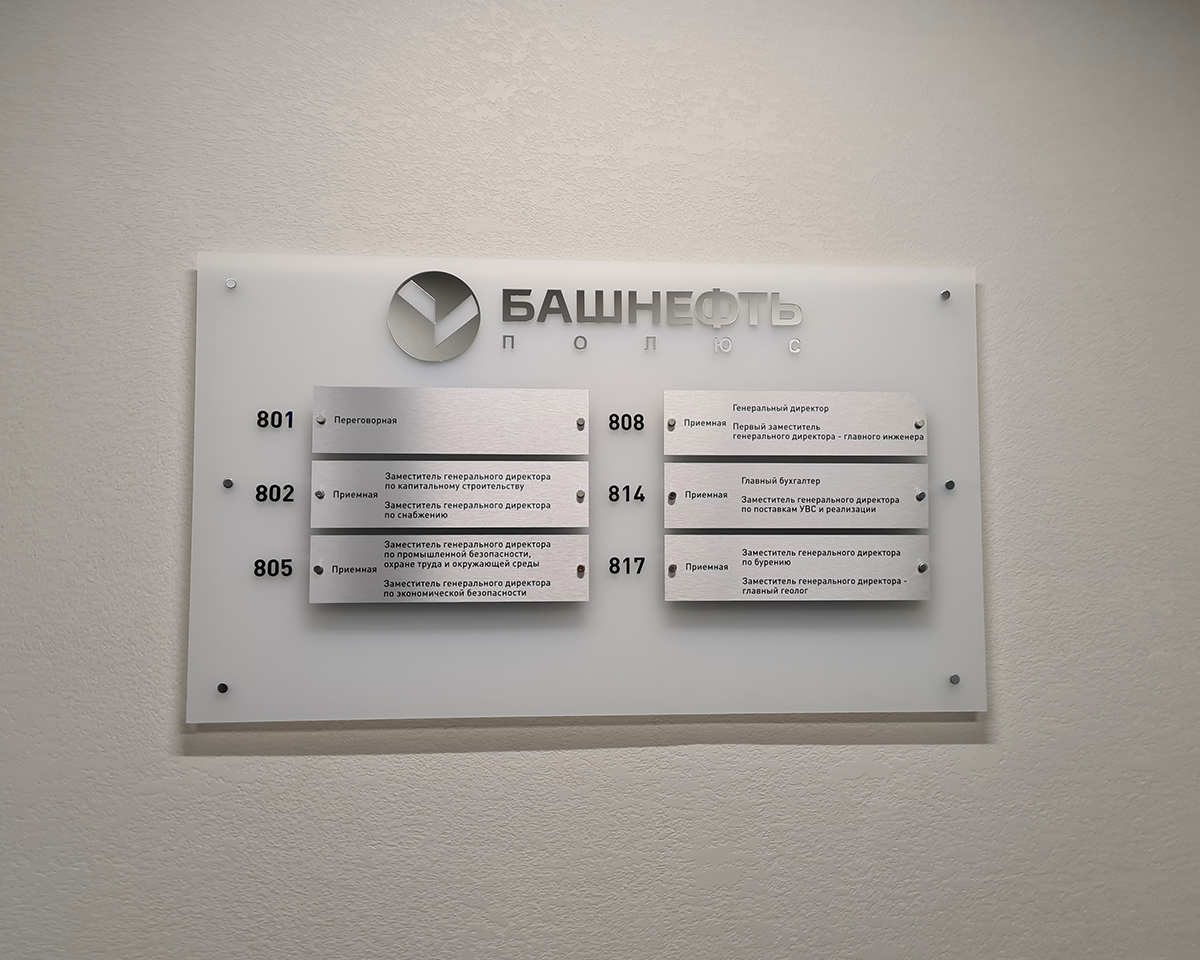 БАШНЕФТЬ
ПОЛЮС
801
Переговорная
802
Приемная
Заместитель генерального директора
по капитальному строительству
Заместитель генерального директора
по снабжению
805
Приемная
Заместитель генерального директора
по промышленной безопасности,
охране труда и окружающей среды
Заместитель генерального директора
по экономической безопасности
808
Приемная
Генеральный директор
Первый заместитель
генерального директора - главного инженера
814
Приемная
Главный бухгалтер
Заместитель генерального директора
по поставкам УВС и реализации
817
Приемная
Заместитель генерального директора
по бурению
Заместитель генерального директора -
главный геолог